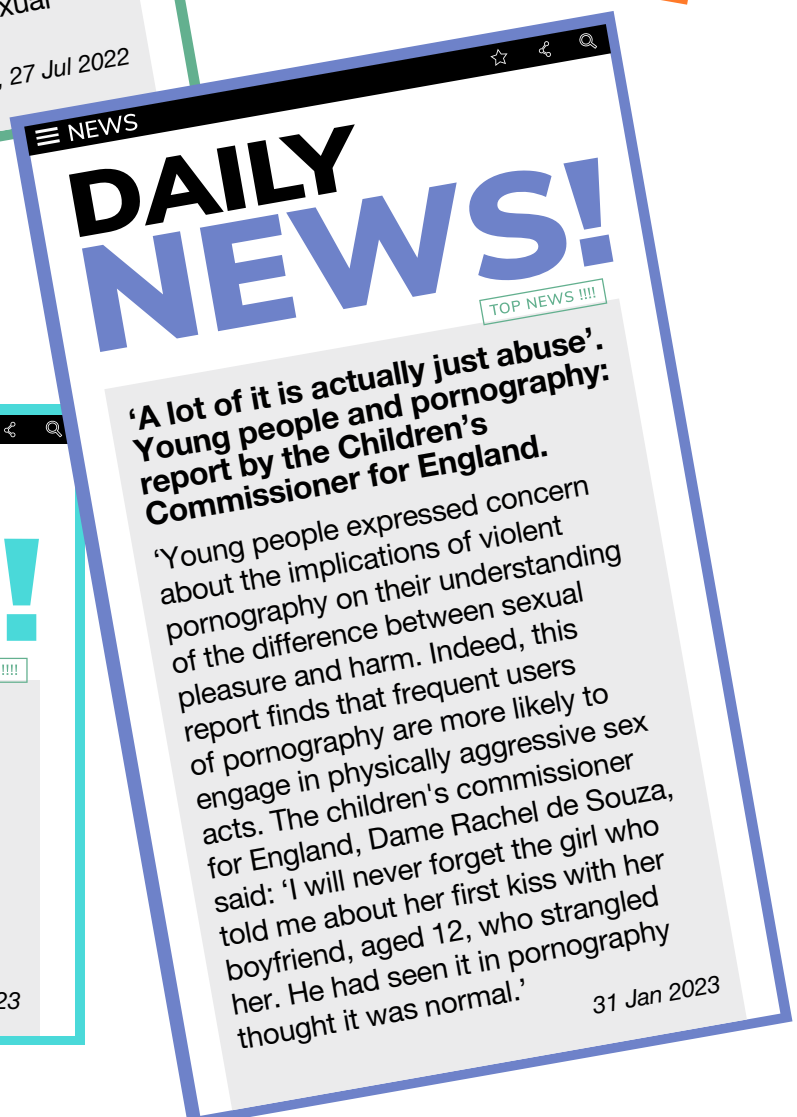 xual
, 27 Jul 2022
NEWS
DAILY
NEWS!
TOP NEWS !!!!
‘A lot of it is actually just abuse’.
Young people and pornography:
report by the Children’s
Commissioner for England.
‘Young people expressed concern
about the implications of violent
pornography on their understanding
of the difference between sexual
pleasure and harm. Indeed, this
report finds that frequent users
of pornography are more likely to
engage in physically aggressive sex
acts. The children's commissioner
for England, Dame Rachel de Souza,
said: ‘I will never forget the girl who
told me about her first kiss with her
boyfriend, aged 12, who strangled
her. He had seen it in pornography
thought it was normal.’
31 Jan 2023
!
!!!!
23